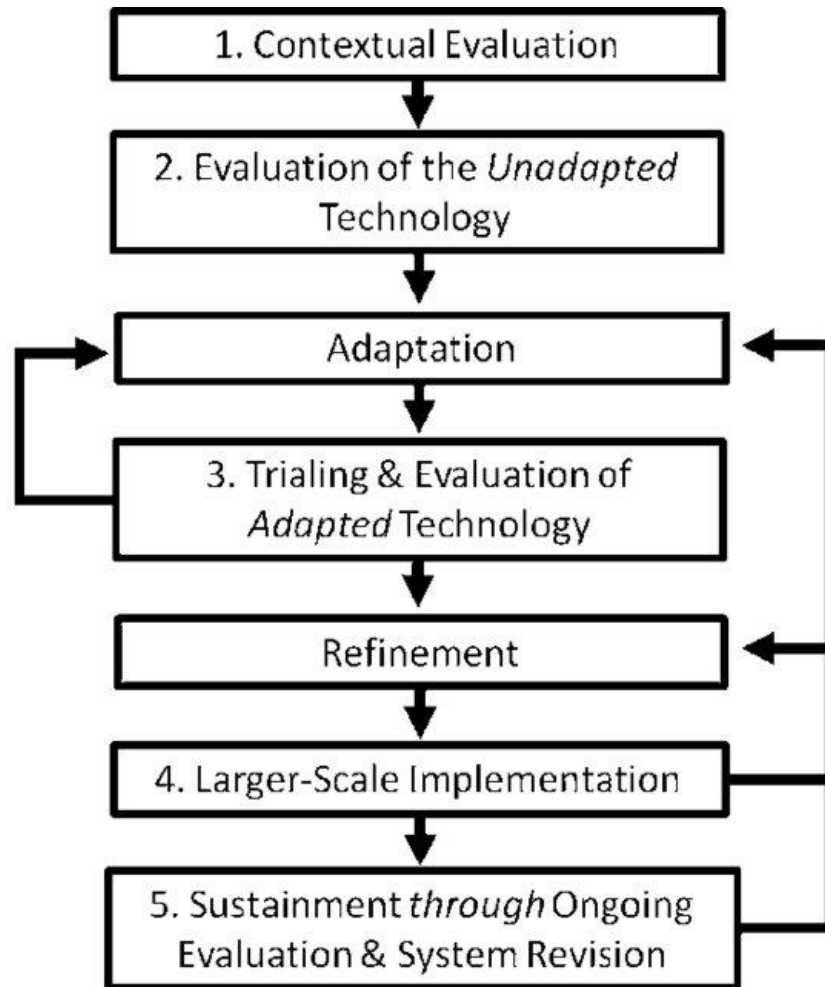 1. Contextual Evaluation
2. Evaluation of the Unadapted
Technology
Adaptation
3. Trialing & Evaluation of
Adapted Technology
Refinement
4. Larger-Scale Implementation
5. Sustainment through Ongoing
Evaluation & System Revision